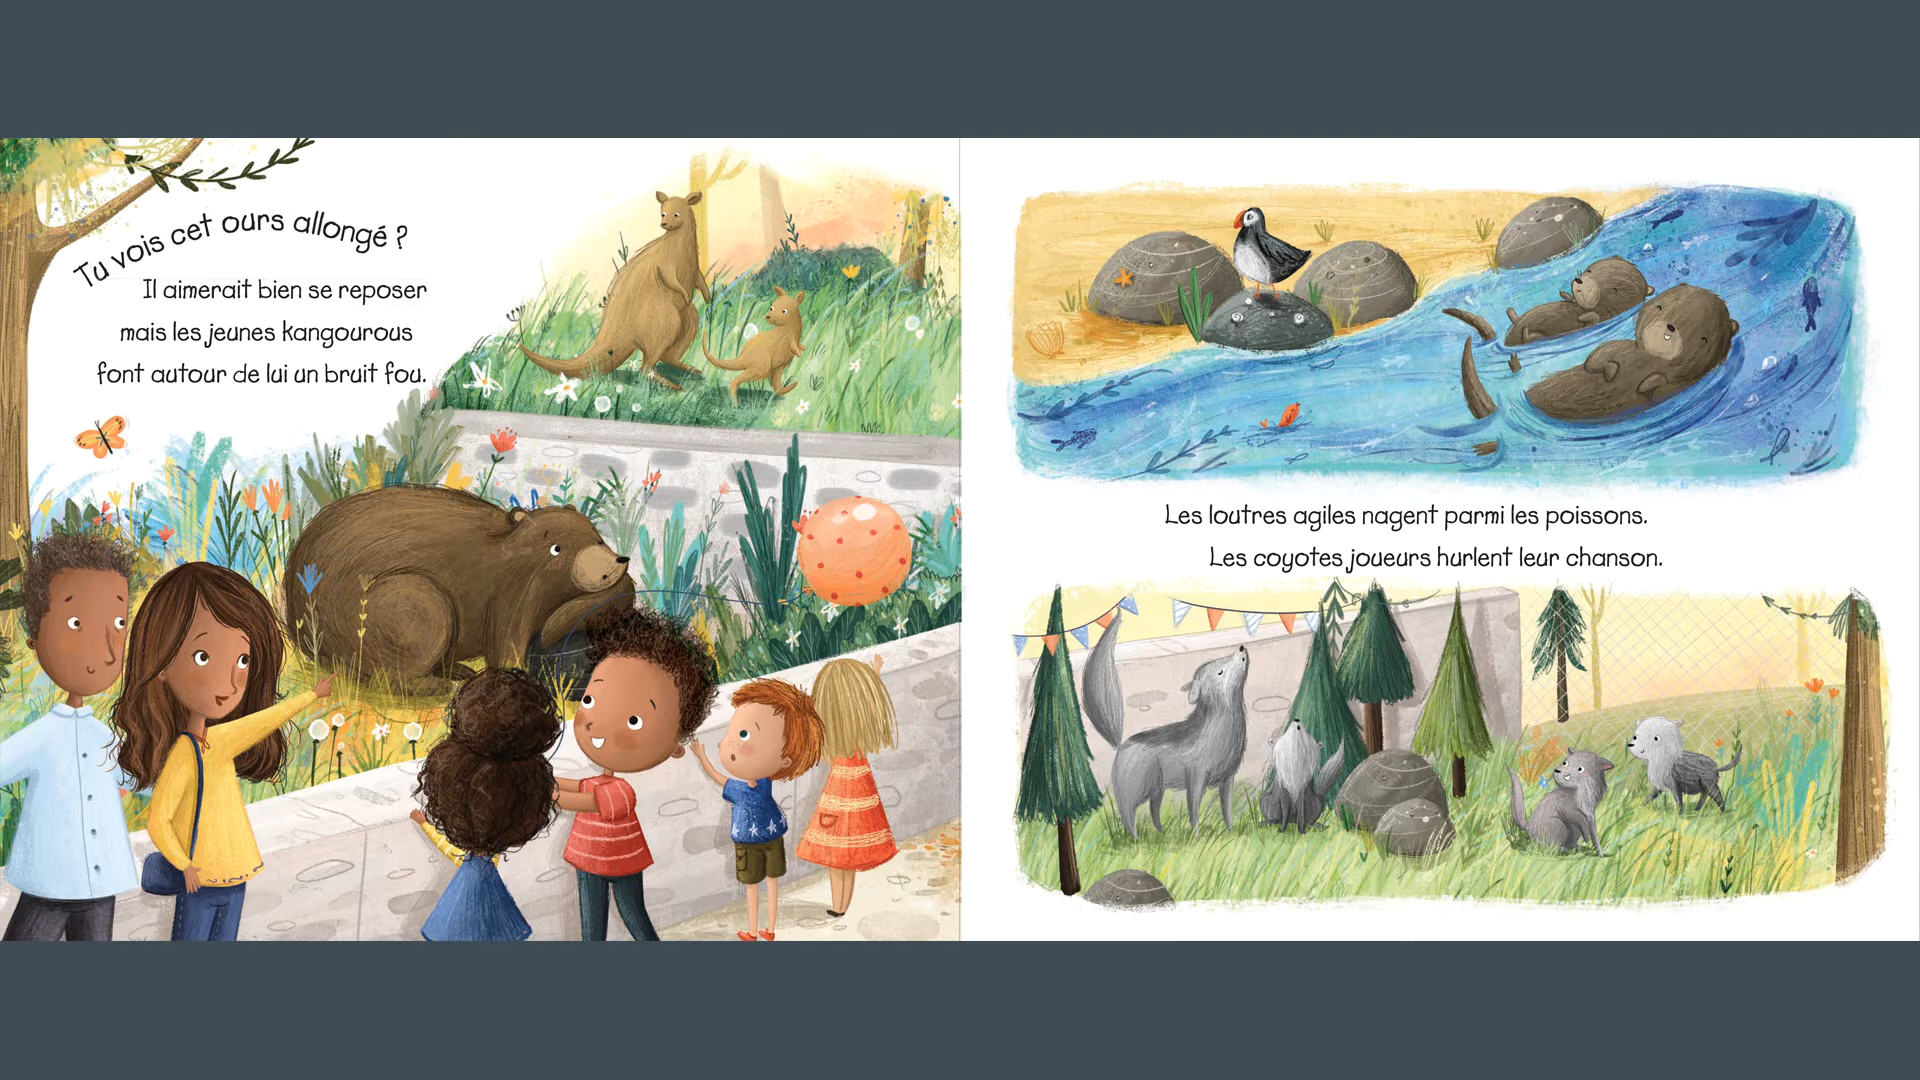 Tu vois cet ours allongé ?
Il aimerait bien se reposer
mais les jeunes kangourous
font autour de lui un bruit fou.
Les loutres agiles nagent parmi les poissons.
Les coyotes joueurs hurlent leur chanson.